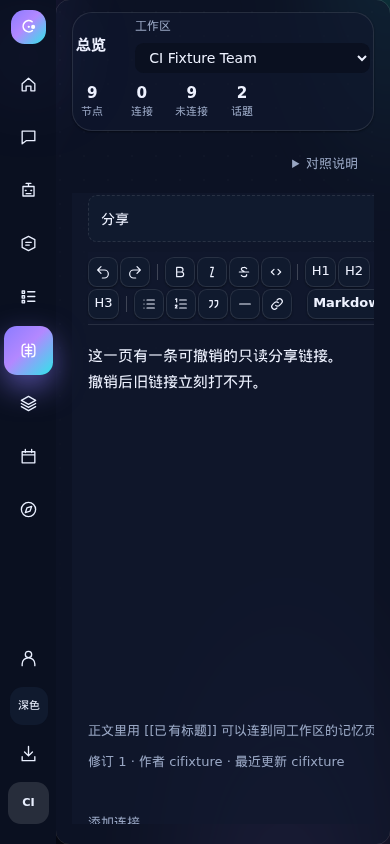 工作区
总览
CI Fixture Team
9 0 9 2
节点 连接 未连接 话题
▶ 对照说明
分享
B I S <> H1 H2
H3 Markdow
这一页有一条可撤销的只读分享链接。
撤销后旧链接立刻打不开。
正文里用 [[已有标题]] 可以连到同工作区的记忆页
修订 1 · 作者 cifixture · 最近更新 cifixture
添加连接
深色
CI